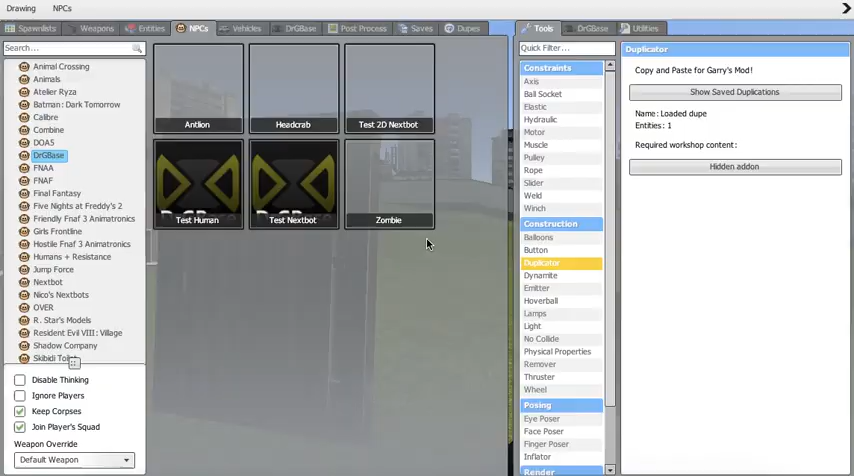 Drawing NPCs
Spawnlists Weapons Entities NPCs Vehicles DrGBase Post Process Saves Dupes
Search...
Animal Crossing
Animals
Atelier Ryza
Batman: Dark Tomorrow
Calibre
Combine
DOA5
DrGBase
FNAA
FNAF
Final Fantasy
Five Nights at Freddy's 2
Friendly Fnaf 3 Animatronics
Girls Frontline
Hostile Fnaf 3 Animatronics
Humans + Resistance
Jump Force
Nextbot
Nico's Nextbots
OVER
R. Star's Models
Resident Evil VIII: Village
Shadow Company
Skibidi
Disable Thinking
Ignore Players
Keep Corpses
Join Player's Squad
Weapon Override
Default Weapon
Antlion Headcrab Test 2D Nextbot
Test Human Test Nextbot Zombie
Tools DrGBase Utilities
Quick Filter...
Constraints
Axis
Ball Socket
Elastic
Hydraulic
Motor
Muscle
Pulley
Rope
Slider
Weld
Winch
Construction
Balloons
Button
Duplicator
Dynamite
Emitter
Hoverball
Lamps
Light
No Collide
Physical Properties
Remover
Thruster
Wheel
Posing
Eye Poser
Face Poser
Finger Poser
Inflator
Render
Duplicator
Copy and Paste for Garry's Mod!
Show Saved Duplications
Name: Loaded dupe
Entities: 1
Required workshop content:
Hidden addon